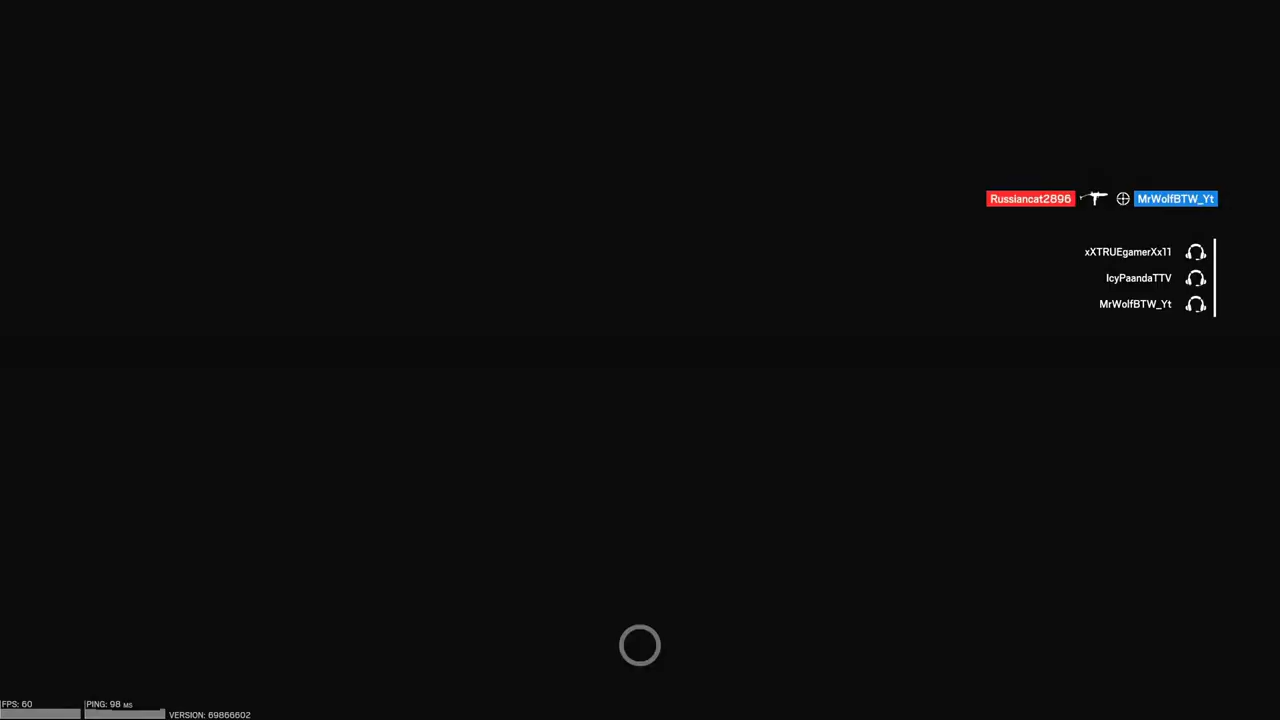 Russiancat2896 MrWolfBTW_Yt
xXTRUEgamerXx11
IcyPaandaTTV
MrWolfBTW_Yt
FPS: 60 PING: 98 MS
VERSION: 69866602